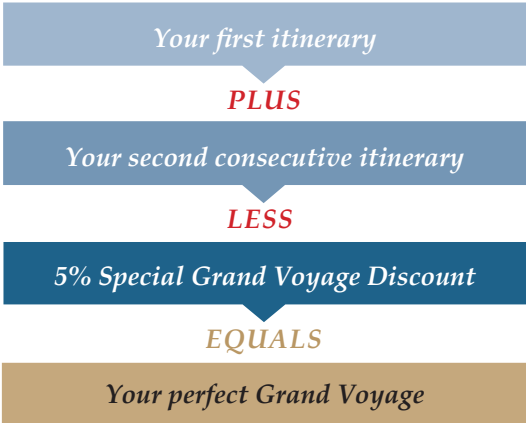 Your first itinerary
PLUS
Your second consecutive itinerary
LESS
5% Special Grand Voyage Discount
EQUALS
Your perfect Grand Voyage